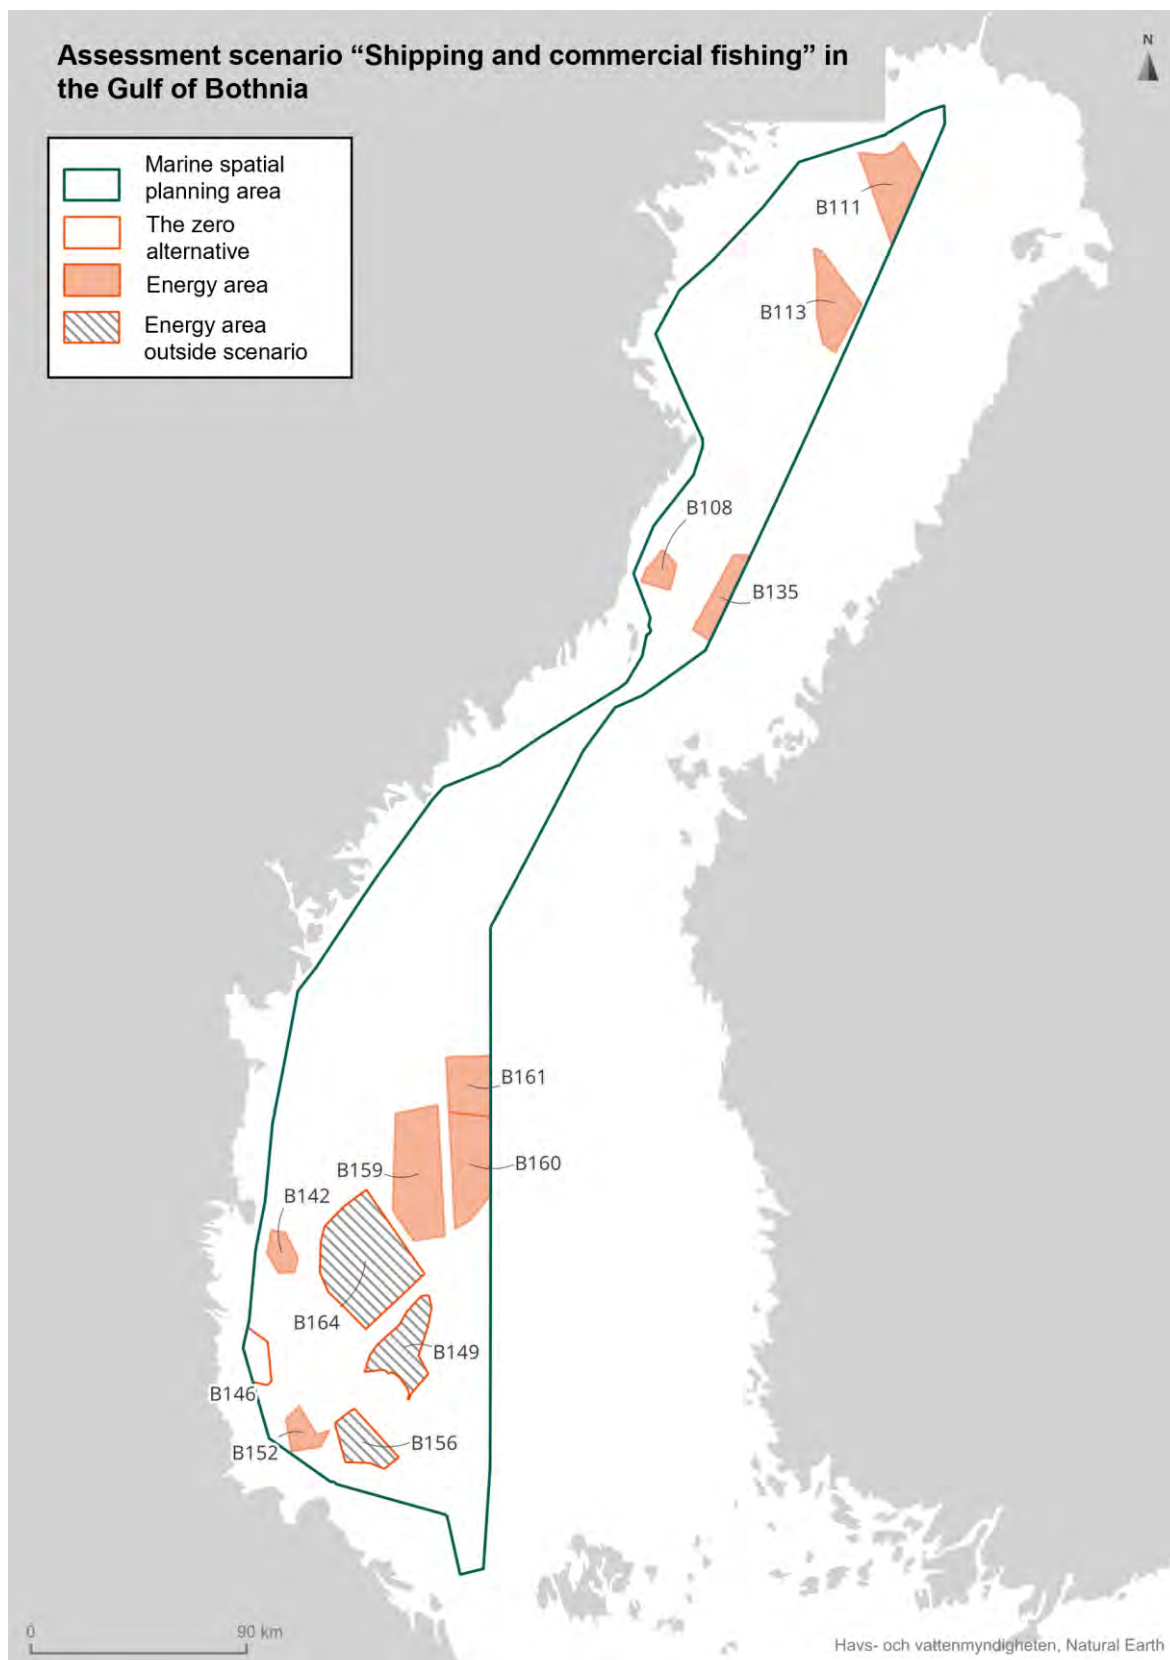 Assessment scenario “Shipping and commercial fishing” in
the Gulf of Bothnia
N
Marine spatial
planning area
The zero
alternative
Energy area
Energy area
outside scenario
B111
B113
B108
B135
B161
B159
B160
B142
B164
B149
B146
B152
B156
0
90 km
Havs- och vattenmyndigheten, Natural Earth